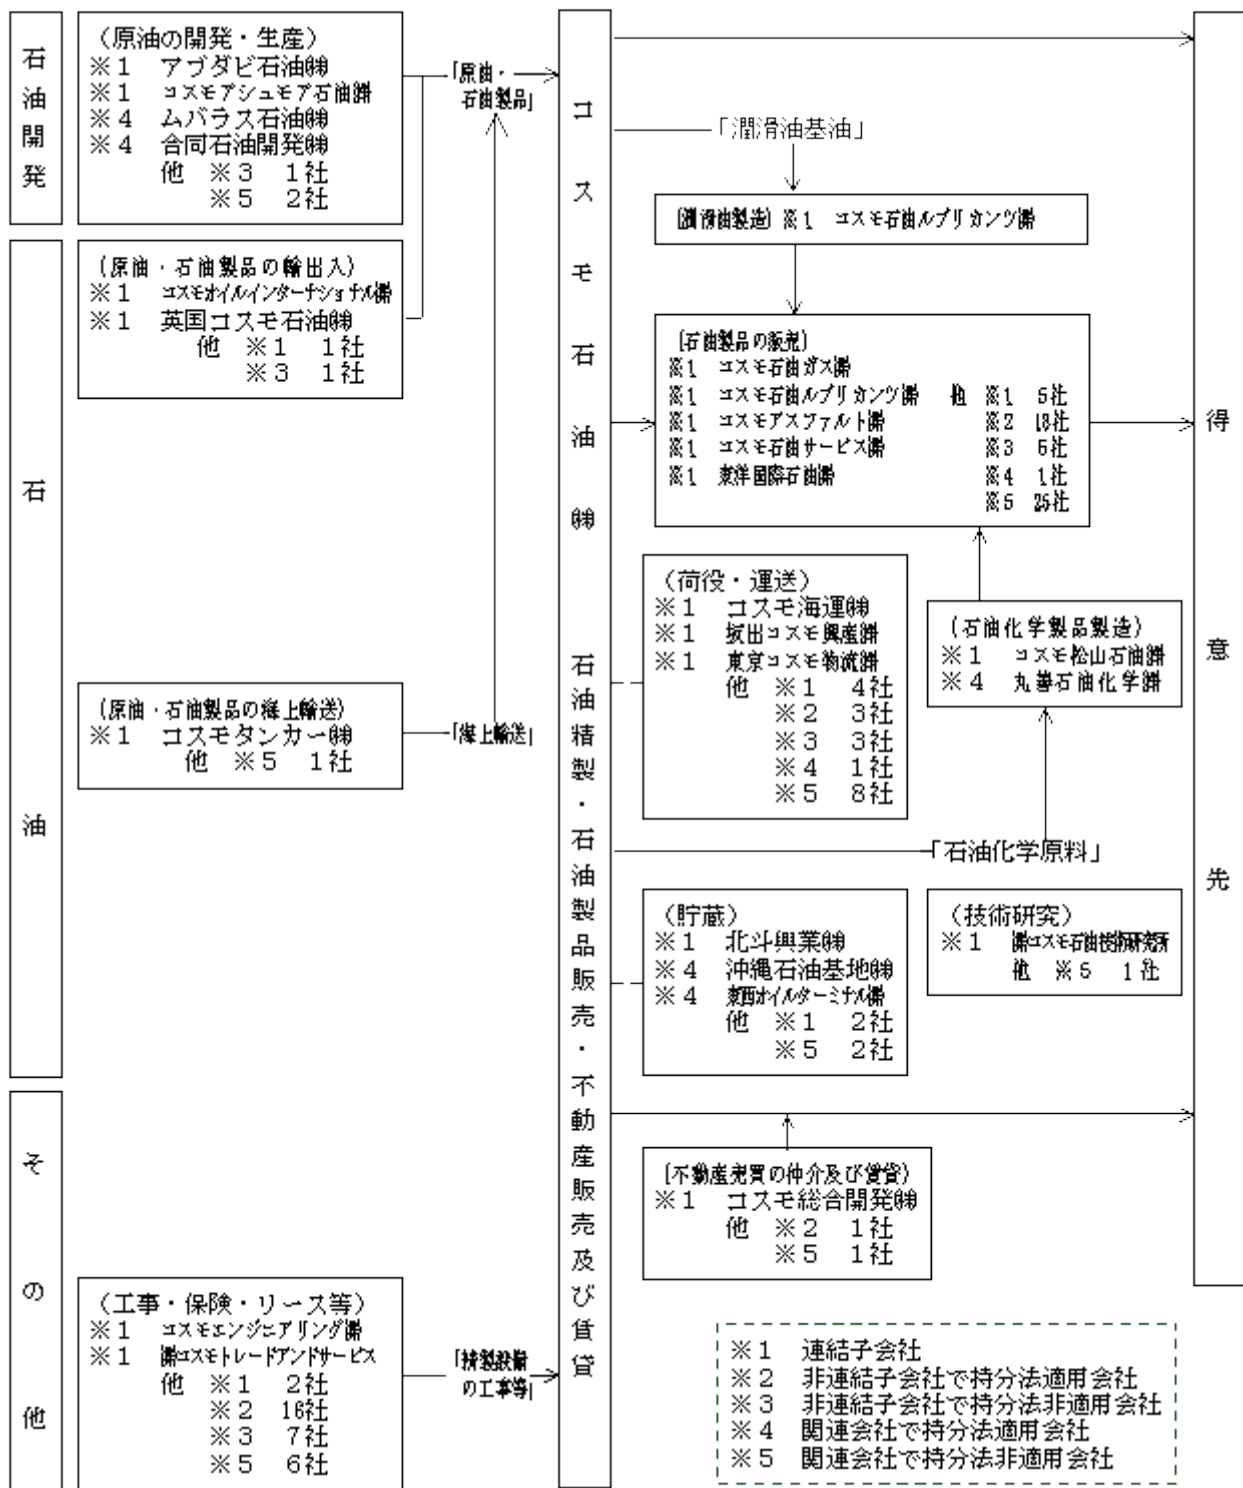 石油開発
（原油の開発・生産）
※１　アブダビ石油㈱
※１　コスモアシュモア石油㈱
※４　ムバラス石油㈱
※４　合同石油開発㈱
他　※３　１社
※５　２社
「原油・
石油製品」
石油
（原油・石油製品の輸出入）
※１　コスモオイルインターナショナル㈱
※１　英国コスモ石油㈱
他　※１　１社
※３　１社
（原油・石油製品の海上輸送）
※１　コスモタンカー㈱
他　※５　１社
「海上輸送」
その他
（工事・保険・リース等）
※１　コスモエンジニアリング㈱
※１　㈱コスモトレードアンドサービス
他　※１　２社
※２　16社
※３　７社
※５　６社
「精製設備
の工事等」
コスモ石油㈱
石油精製・石油製品販売・不動産販売及び賃貸
「潤滑油基油」
（潤滑油製造）※１　コスモ石油ルブリカンツ㈱
（石油製品の販売）
※１　コスモ石油ガス㈱
※１　コスモ石油ルブリカンツ㈱　他　※１　5社
※１　コスモアスファルト㈱　※２　18社
※１　コスモ石油サービス㈱　※３　5社
※１　東洋国際石油㈱　※４　1社
※５　25社
（荷役・運送）
※１　コスモ海運㈱
※１　坂出コスモ興産㈱
※１　東京コスモ物流㈱
他　※１　４社
※２　３社
※３　３社
※４　１社
※５　８社
（石油化学製品製造）
※１　コスモ松山石油㈱
※４　丸善石油化学㈱
「石油化学原料」
（貯蔵）
※１　北斗興業㈱
※４　沖縄石油基地㈱
※４　東西オイルターミナル㈱
他　※１　２社
※５　２社
（技術研究）
※１　㈱コスモ石油技術研究所
他　※５　１社
（不動産売買の仲介及び賃貸）
※１　コスモ総合開発㈱
他　※２　１社
※５　１社
得意先
※１　連結子会社
※２　非連結子会社で持分法適用会社
※３　非連結子会社で持分法非適用会社
※４　関連会社で持分法適用会社
※５　関連会社で持分法非適用会社